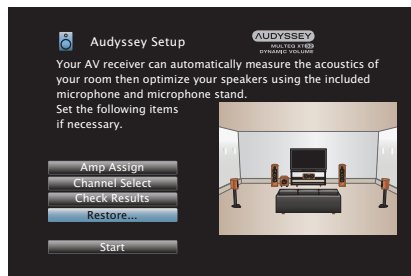 Audyssey Setup
AUDYSSEY
MULTEQ XT32
DYNAMIC VOLUME
Your AV receiver can automatically measure the acoustics of
your room then optimize your speakers using the included
microphone and microphone stand.
Set the following items
if necessary.
Amp Assign
Channel Select
Check Results
Restore...
Start